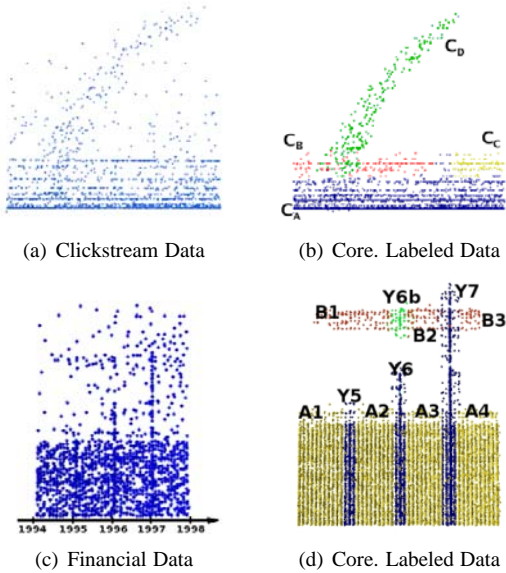 C_D
C_B
C_C
C_A
(a) Clickstream Data
(b) Core. Labeled Data
Y6b
Y7
B1
B3
B2
Y6
Y5
A1
A2
A3
A4
1994 1995 1996 1997 1998
(c) Financial Data
(d) Core. Labeled Data